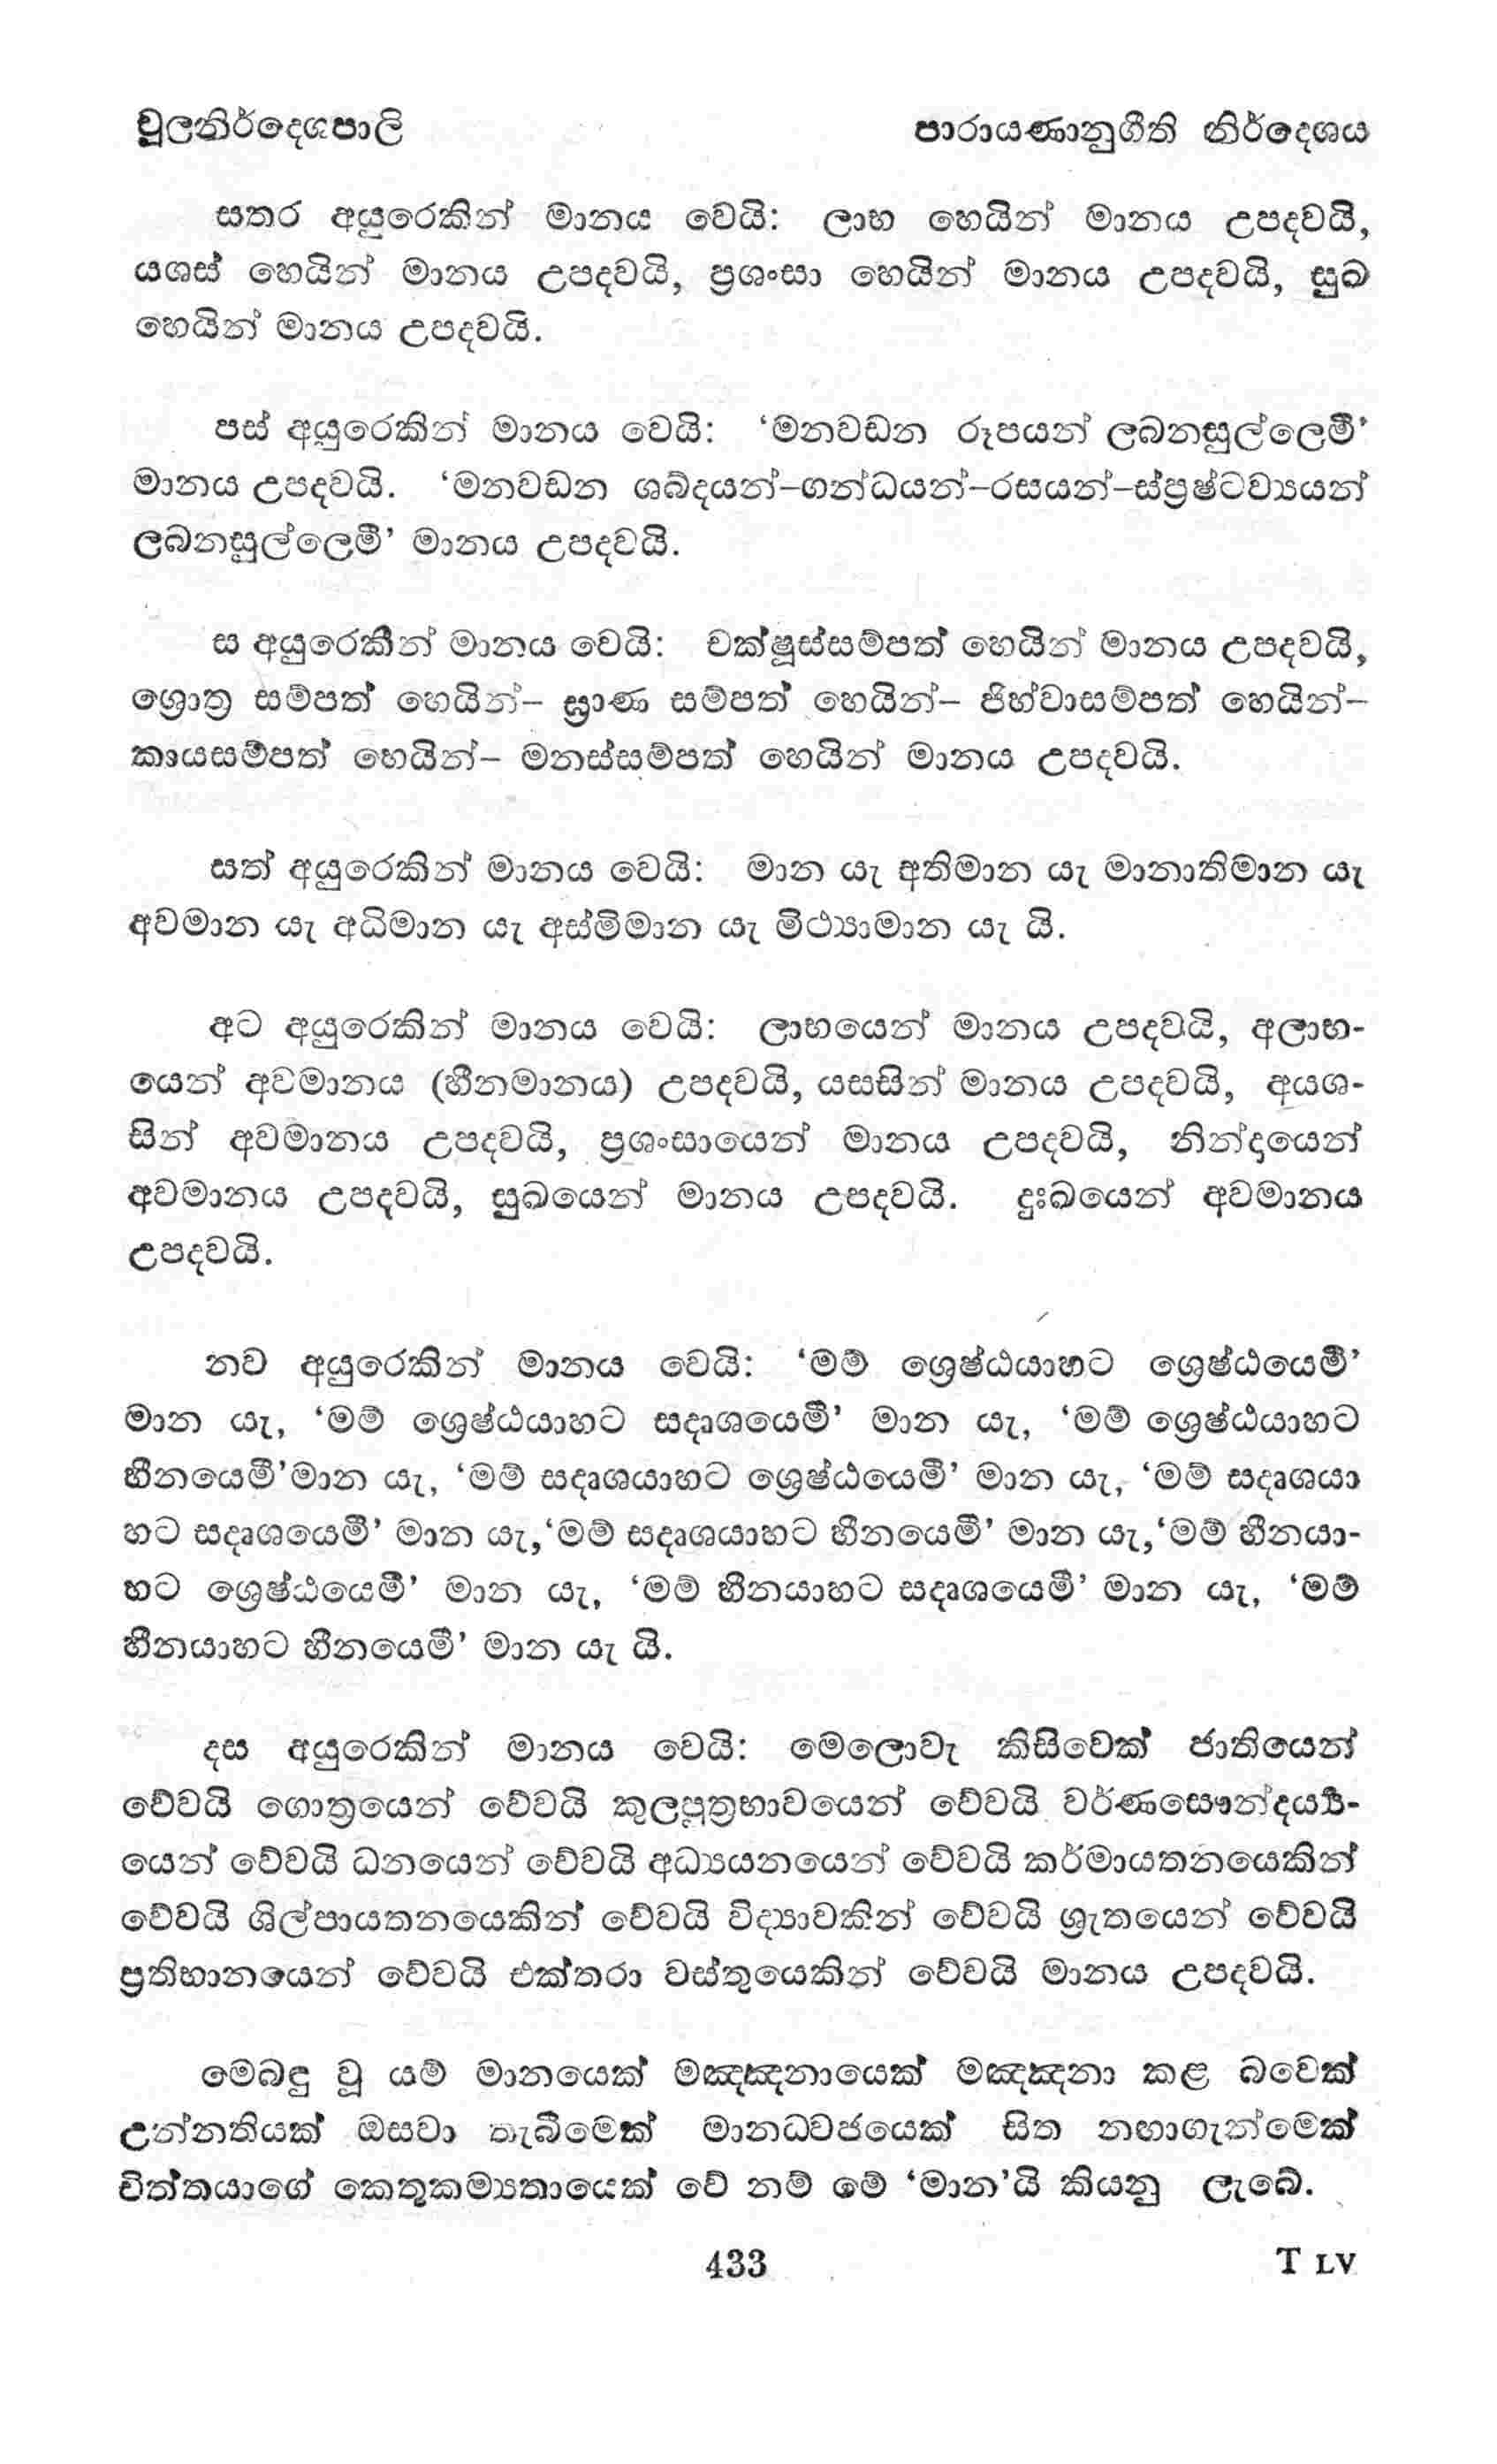 චූලනිර්දෙශපාලි
පාරායණානුගීති නිර්දෙශය
සතර අයුරෙකින් මානය වෙයි: ලාභ හෙයින් මානය උපදවයි,
යශස් හෙයින් මානය උපදවයි, ප්‍රශංසා හෙයින් මානය උපදවයි, සුඛ
හෙයින් මානය උපදවයි.
පස් අයුරෙකින් මානය වෙයි: ‘මනවඩන රූපයන් ලබනසුල්ලෙමි’
මානය උපදවයි. ‘මනවඩන ශබ්දයන්–ගන්ධයන්–රසයන්–ස්ප්‍රෂ්ටව්‍යයන්
ලබනසුල්ලෙමි’ මානය උපදවයි.
ස අයුරෙකින් මානය වෙයි: චක්ෂූස්සම්පත් හෙයින් මානය උපදවයි,
ශ්‍රොත්‍ර සම්පත් හෙයින්– ඝ්‍රාණ සම්පත් හෙයින්– ජිහ්වාසම්පත් හෙයින්–
කායසම්පත් හෙයින්– මනස්සම්පත් හෙයින් මානය උපදවයි.
සත් අයුරෙකින් මානය වෙයි: මාන යැ අතිමාන යැ මානාතිමාන යැ
අවමාන යැ අධිමාන යැ අස්මිමාන යැ මිථ්‍යාමාන යැ යි.
අට අයුරෙකින් මානය වෙයි: ලාභයෙන් මානය උපදවයි, අලාභ-
යෙන් අවමානය (හීනමානය) උපදවයි, යසසින් මානය උපදවයි, අයශ-
සින් අවමානය උපදවයි, ප්‍රශංසායෙන් මානය උපදවයි, නින්දායෙන්
අවමානය උපදවයි, සුඛයෙන් මානය උපදවයි. දුඃඛයෙන් අවමානය
උපදවයි.
නව අයුරෙකින් මානය වෙයි: ‘මම් ශ්‍රෙෂ්ඨයාහට ශ්‍රෙෂ්ඨයෙමි’
මාන යැ, ‘මම් ශ්‍රෙෂ්ඨයාහට සදෘශයෙමි’ මාන යැ, ‘මම් ශ්‍රෙෂ්ඨයාහට
හීනයෙමි’මාන යැ, ‘මම් සදෘශයාහට ශ්‍රෙෂ්ඨයෙමි’ මාන යැ, ‘මම් සදෘශයා
හට සදෘශයෙමි’ මාන යැ,‘මම් සදෘශයාහට හීනයෙමි’ මාන යැ,‘මම් හීනයා-
හට ශ්‍රෙෂ්ඨයෙමි’ මාන යැ, ‘මම් හීනයාහට සදෘශයෙමි’ මාන යැ, ‘මම්
හීනයාහට හීනයෙමි’ මාන යැ යි.
දස අයුරෙකින් මානය වෙයි: මෙලොවැ කිසිවෙක් ජාතියෙන්
වේවයි ගොත්‍රයෙන් වේවයි කුලපුත්‍රභාවයෙන් වේවයි වර්ණසෞන්දර්‍ය්‍ය-
යෙන් වේවයි ධනයෙන් වේවයි අධ්‍යයනයෙන් වේවයි කර්මායතනයෙකින්
වේවයි ශිල්පායතනයෙකින් වේවයි විද්‍යාවකින් වේවයි ශ්‍රුතයෙන් වේවයි
ප්‍රතිභානයෙන් වේවයි එක්තරා වස්තුයෙකින් වේවයි මානය උපදවයි.
මෙබඳු වූ යම් මානයෙක් මඤ්ඤනායෙක් මඤ්ඤනා කළ බවෙක්
උන්නතියක් ඔසවා තැබීමෙක් මානධ්වජයෙක් සිත නඟාගැන්මෙක්
චිත්තයාගේ කෙතුකම්‍යතායෙක් වේ නම් මේ ‘මාන’යි කියනු ලැබේ.
433
T LV